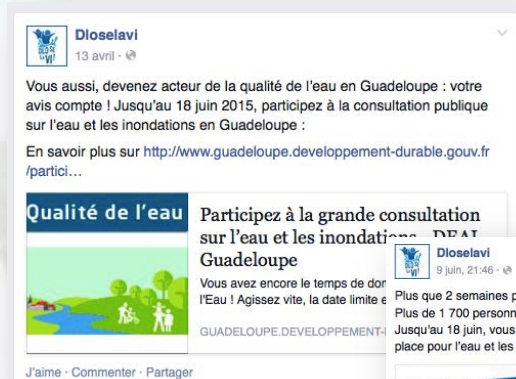 Dloselavi
13 avril ·
Vous aussi, devenez acteur de la qualité de l'eau en Guadeloupe : votre
avis compte ! Jusqu'au 18 juin 2015, participez à la consultation publique
sur l'eau et les inondations en Guadeloupe :
En savoir plus sur http://www.guadeloupe.developpement-durable.gouv.fr
/partici…
Qualité de l'eau
Participez à la grande consultation
sur l'eau et les inondations
Guadeloupe
Vous avez encore le temps de
l'Eau ! Agissez vite, la date limite
GUADELOUPE.DEVELOPPEMENT-
J'aime · Commenter · Partager
Dloselavi
9 juin, 21:46 ·
Plus que 2 semaines
Plus de 1 700
Jusqu'au 18 juin, vous
place pour l'eau et les